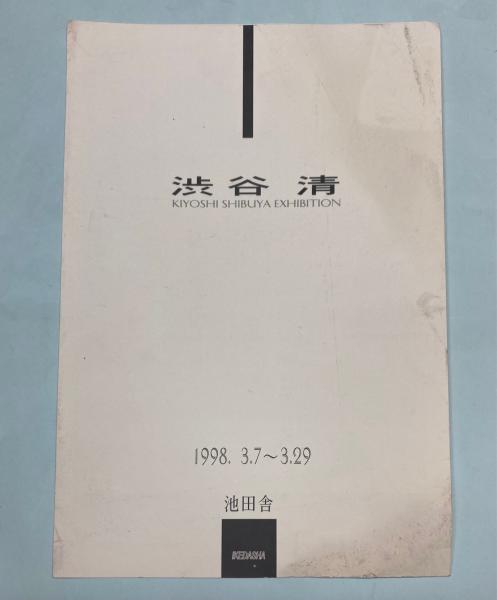 渋谷 清
KIYOSHI SHIBUYA EXHIBITION
1998. 3.7～3.29
池田舎
IKEDASHA